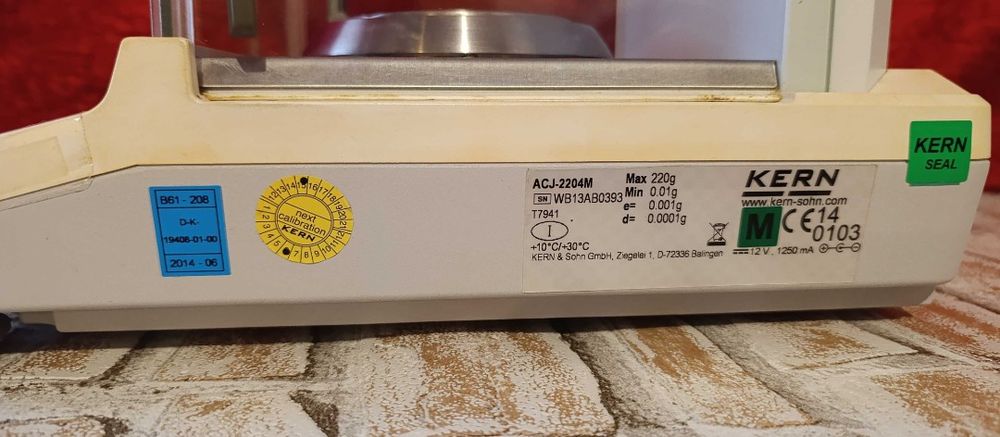 B61 - 208
D-K-
19408-01-00
2014 - 06
next
calibration
KERN
ACJ-2204M
SN WB13AB0393
T7941
I
+10°C/+30°C
KERN & Sohn GmbH, Ziegelei 1, D-72336 Balingen
Max 220g
Min 0.01g
e= 0.001g
d= 0.0001g
KERN
www.kern-sohn.com
M CE 14
0103
12 V, 1250 mA
KERN
SEAL